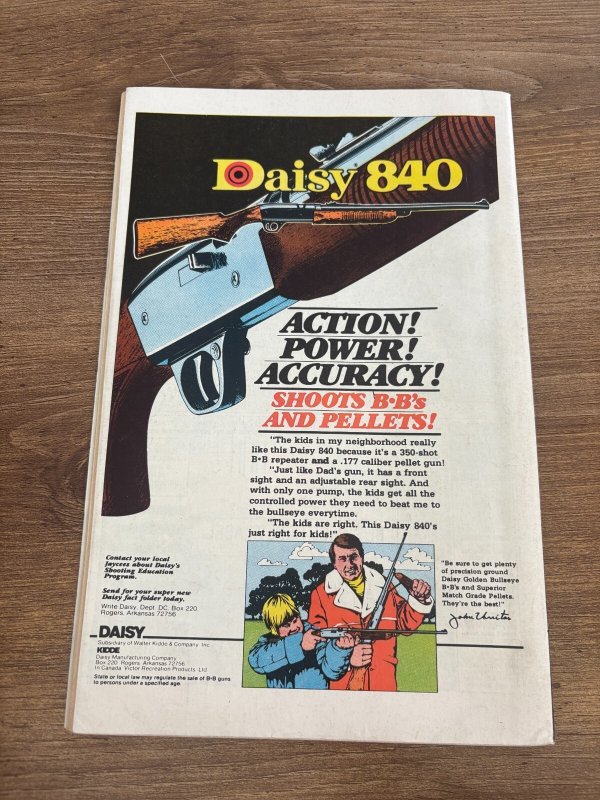 Daisy 840
ACTION!
POWER!
ACCURACY!
SHOOTS B•B's
AND PELLETS!
"The kids in my neighborhood really
like this Daisy 840 because it's a 350-shot
B•B repeater and a .177 caliber pellet gun!
"Just like Dad's gun, it has a front
sight and an adjustable rear sight. And
with only one pump, the kids get all the
controlled power they need to beat me to
the bullseye everytime.
"The kids are right. This Daisy 840's
just right for kids!"
Contact your local
Jaycees about Daisy's
Shooting Education
Program.
Send for your super new
Daisy fact folder today.
Write Daisy, Dept. DC, Box 220
Rogers, Arkansas 72756
DAISY
Subsidiary of Walter Kidde & Company, Inc.
KIDDE
Daisy Manufacturing Company
Box 220, Rogers, Arkansas 72756
In Canada: Victor Recreation Products, Ltd.
State or local law may regulate the sale of B•B guns
to persons under a specified age.
"Be sure to get plenty
of precision ground
Daisy Golden Bullseye
B•B's and Superior
Match Grade Pellets.
They're the best!"